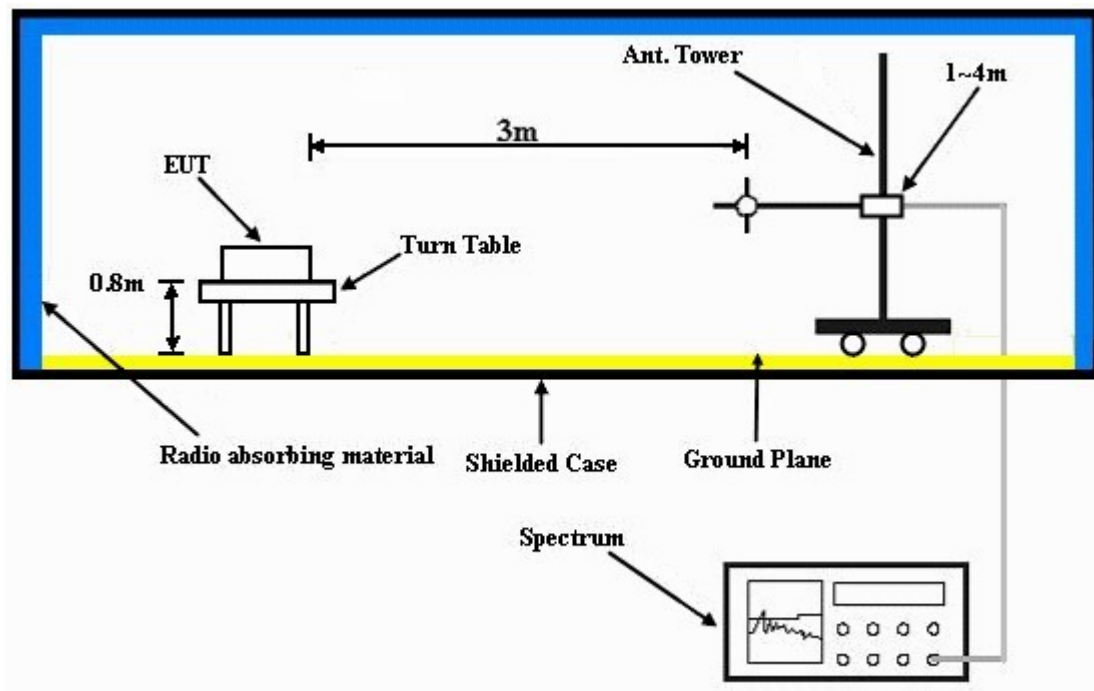 Ant. Tower
1~4m
3m
EUT
Turn Table
0.8m
Radio absorbing material
Shielded Case
Ground Plane
Spectrum